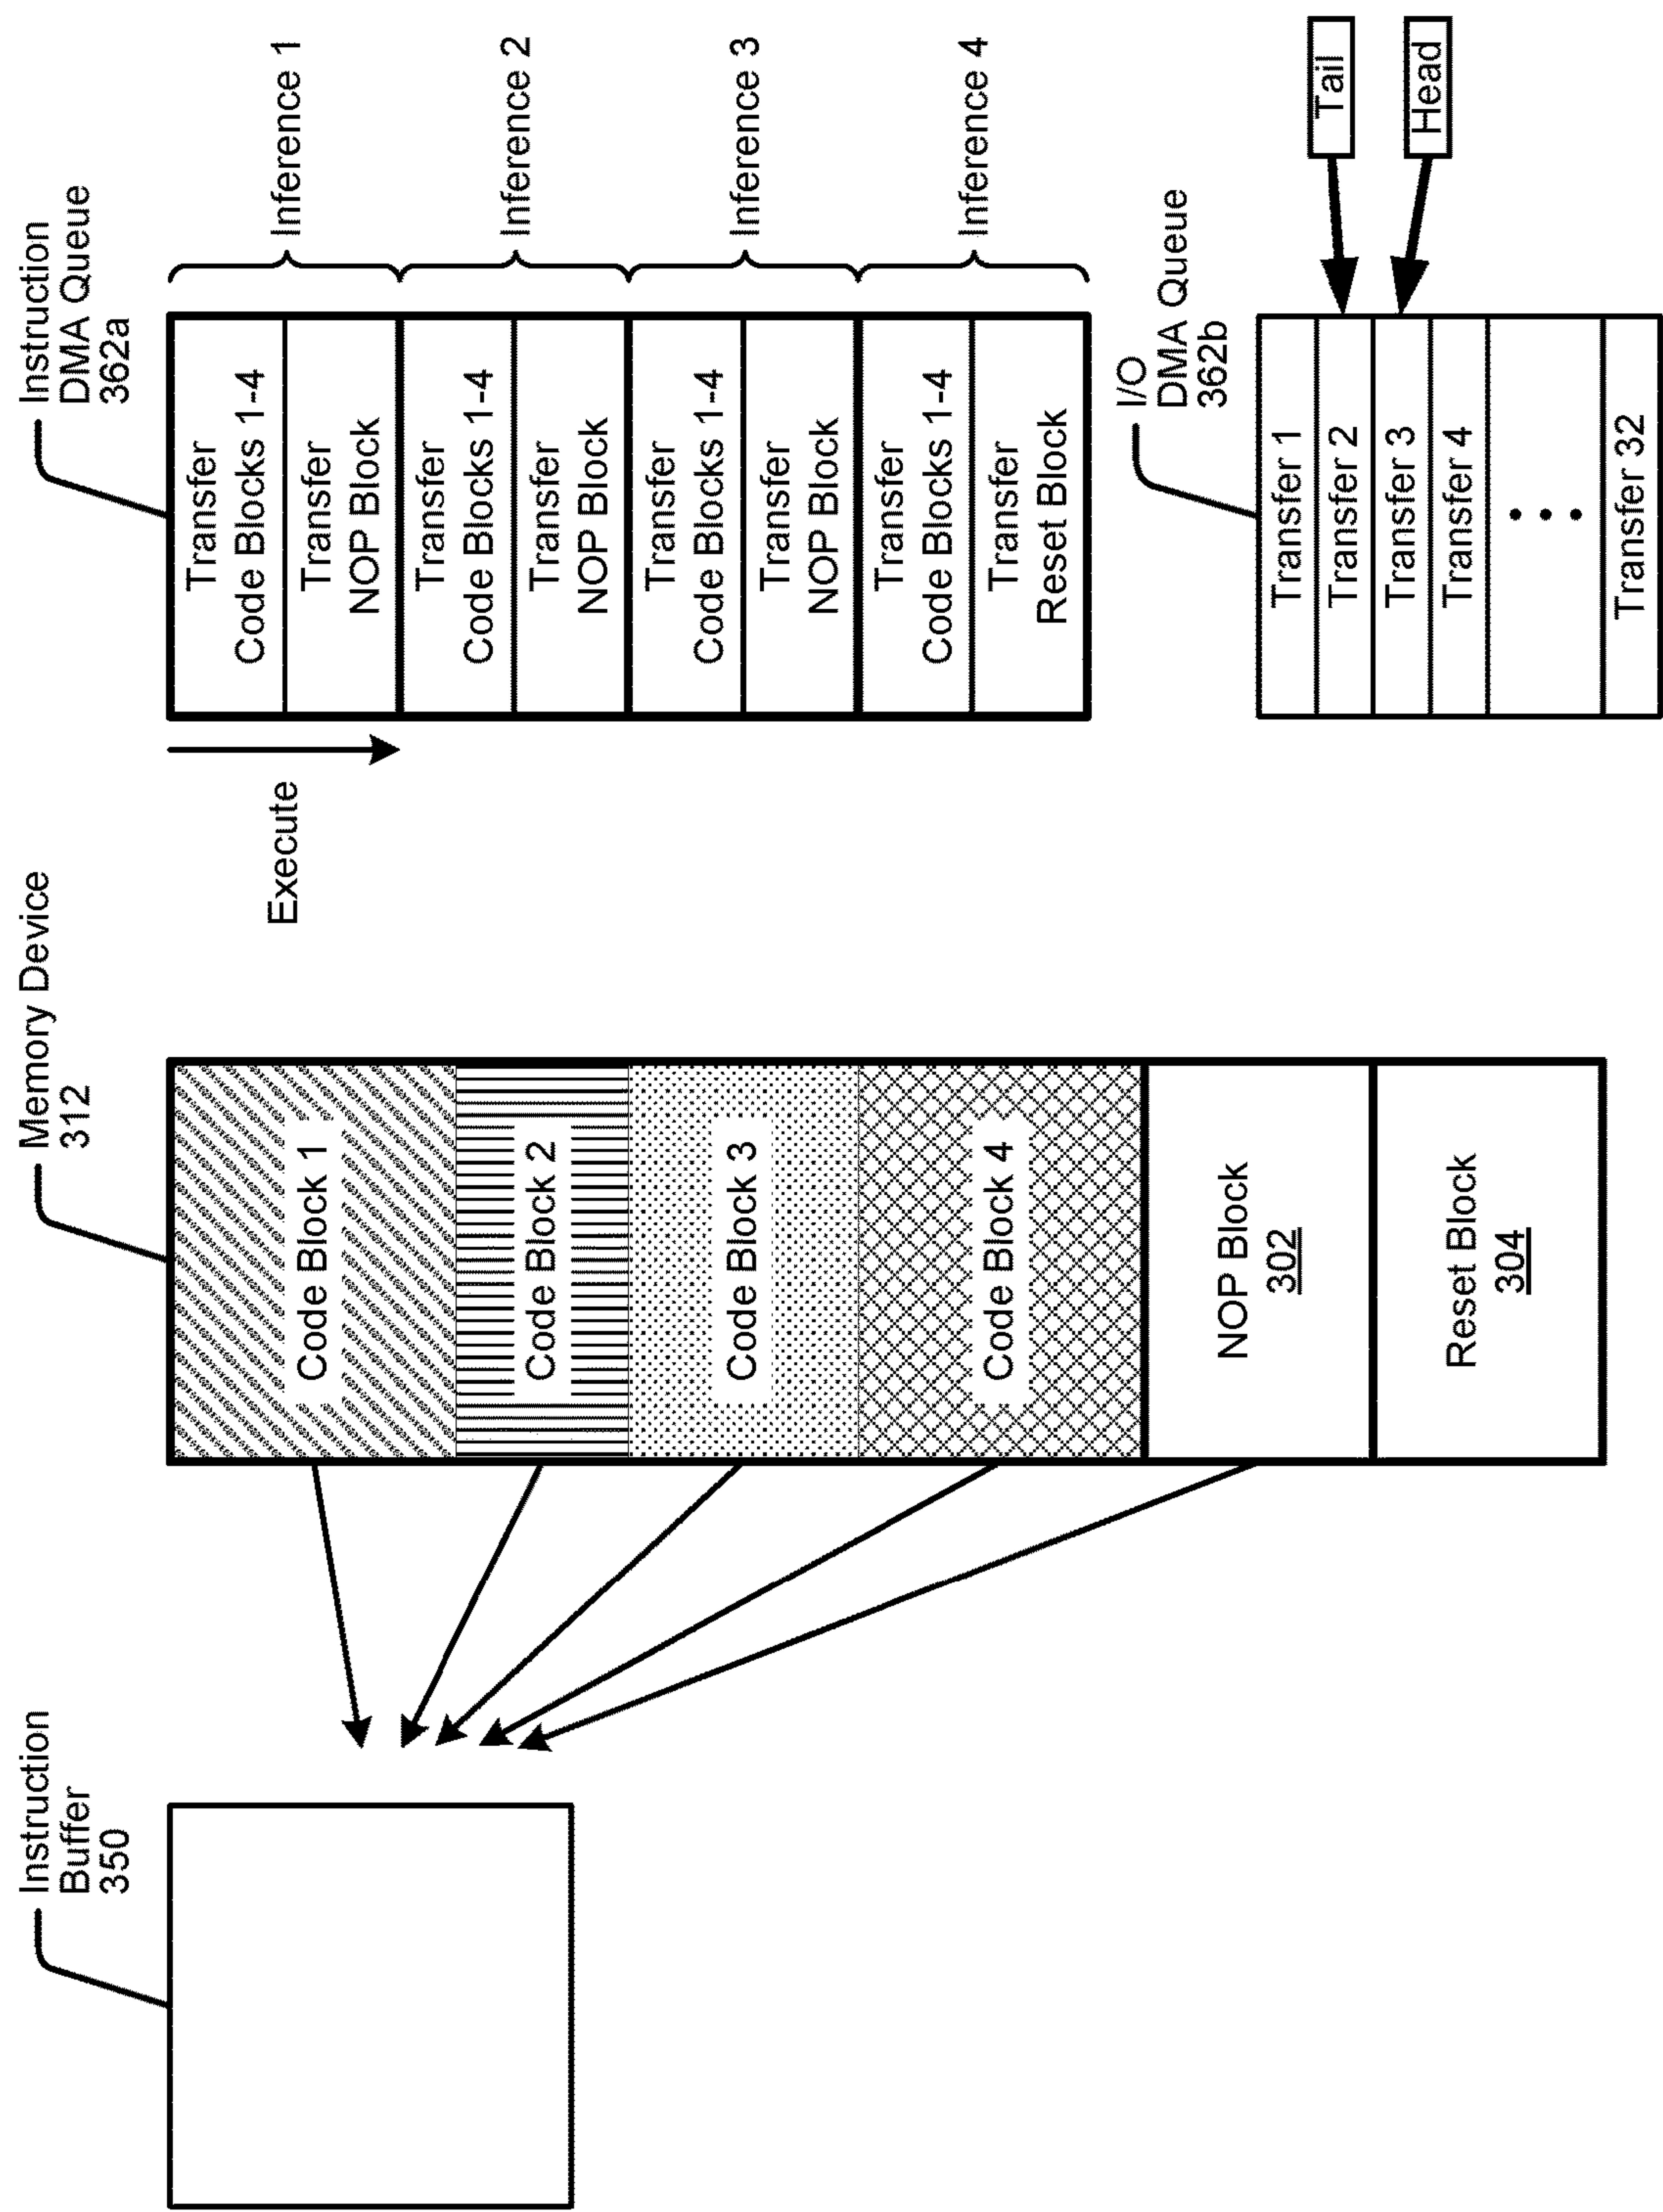 Instruction
Buffer
350
Memory Device
312
Code Block 1
Code Block 2
Code Block 3
Code Block 4
NOP Block
302
Reset Block
304
Execute
Instruction
DMA Queue
362a
Transfer
Code Blocks 1-4
Transfer
NOP Block
Transfer
Code Blocks 1-4
Transfer
NOP Block
Transfer
Code Blocks 1-4
Transfer
NOP Block
Transfer
Code Blocks 1-4
Transfer
Reset Block
Inference 1
Inference 2
Inference 3
Inference 4
I/O
DMA Queue
362b
Transfer 1
Transfer 2
Transfer 3
Transfer 4
• • •
Transfer 32
Tail
Head